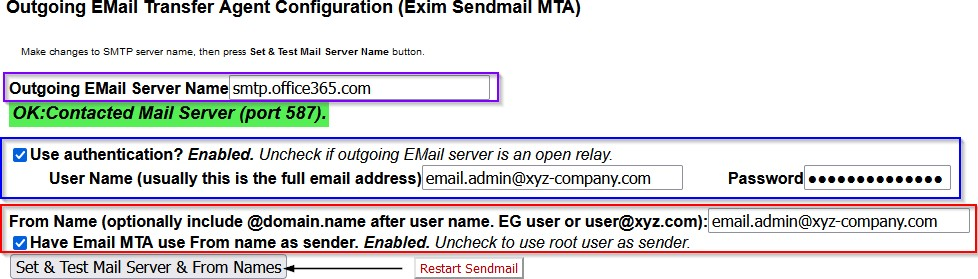 Outgoing EMail Transfer Agent Configuration (Exim Sendmail MTA)
Make changes to SMTP server name, then press Set & Test Mail Server Name button.
Outgoing EMail Server Name smtp.office365.com
OK:Contacted Mail Server (port 587).
Use authentication? Enabled. Uncheck if outgoing EMail server is an open relay.
User Name (usually this is the full email address) email.admin@xyz-company.com Password ●●●●●●●●●●●●●●
From Name (optionally include @domain.name after user name. EG user or user@xyz.com): email.admin@xyz-company.com
Have Email MTA use From name as sender. Enabled. Uncheck to use root user as sender.
Set & Test Mail Server & From Names Restart Sendmail